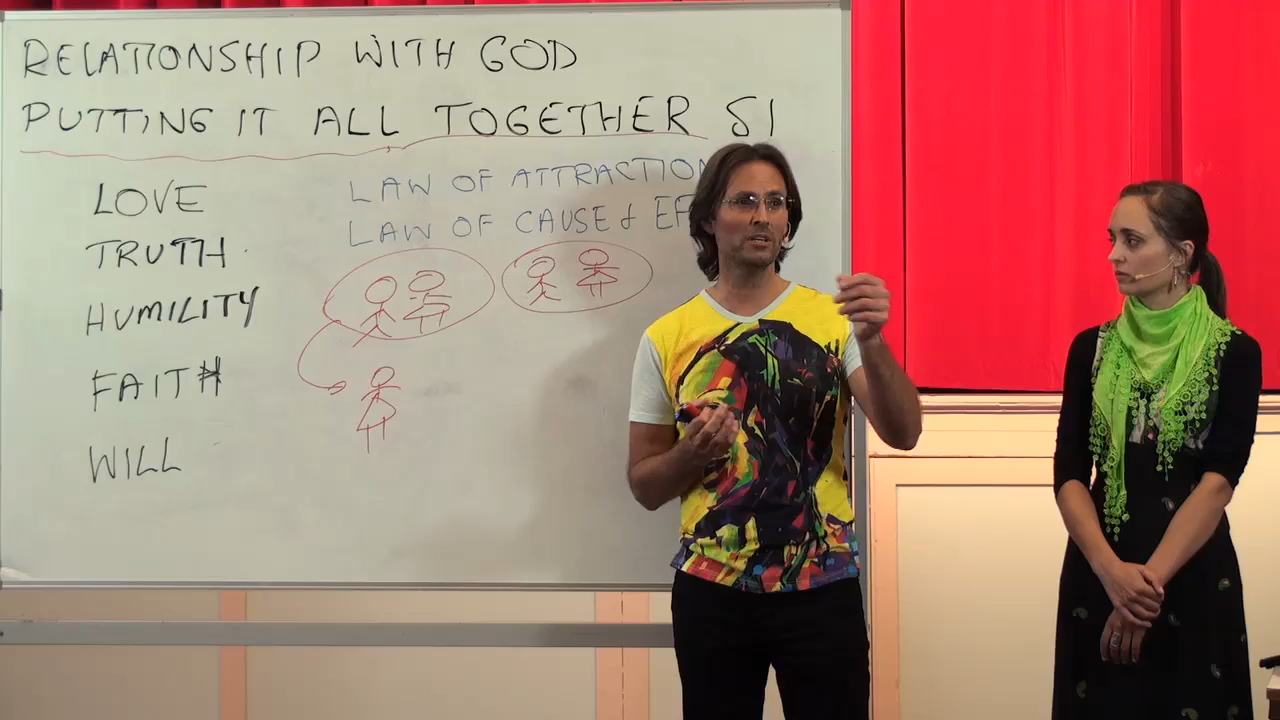 RELATIONSHIP WITH GOD
PUTTING IT ALL TOGETHER S1
LOVE
TRUTH
HUMILITY
FAITH
WILL
LAW OF ATTRACTION
LAW OF CAUSE &